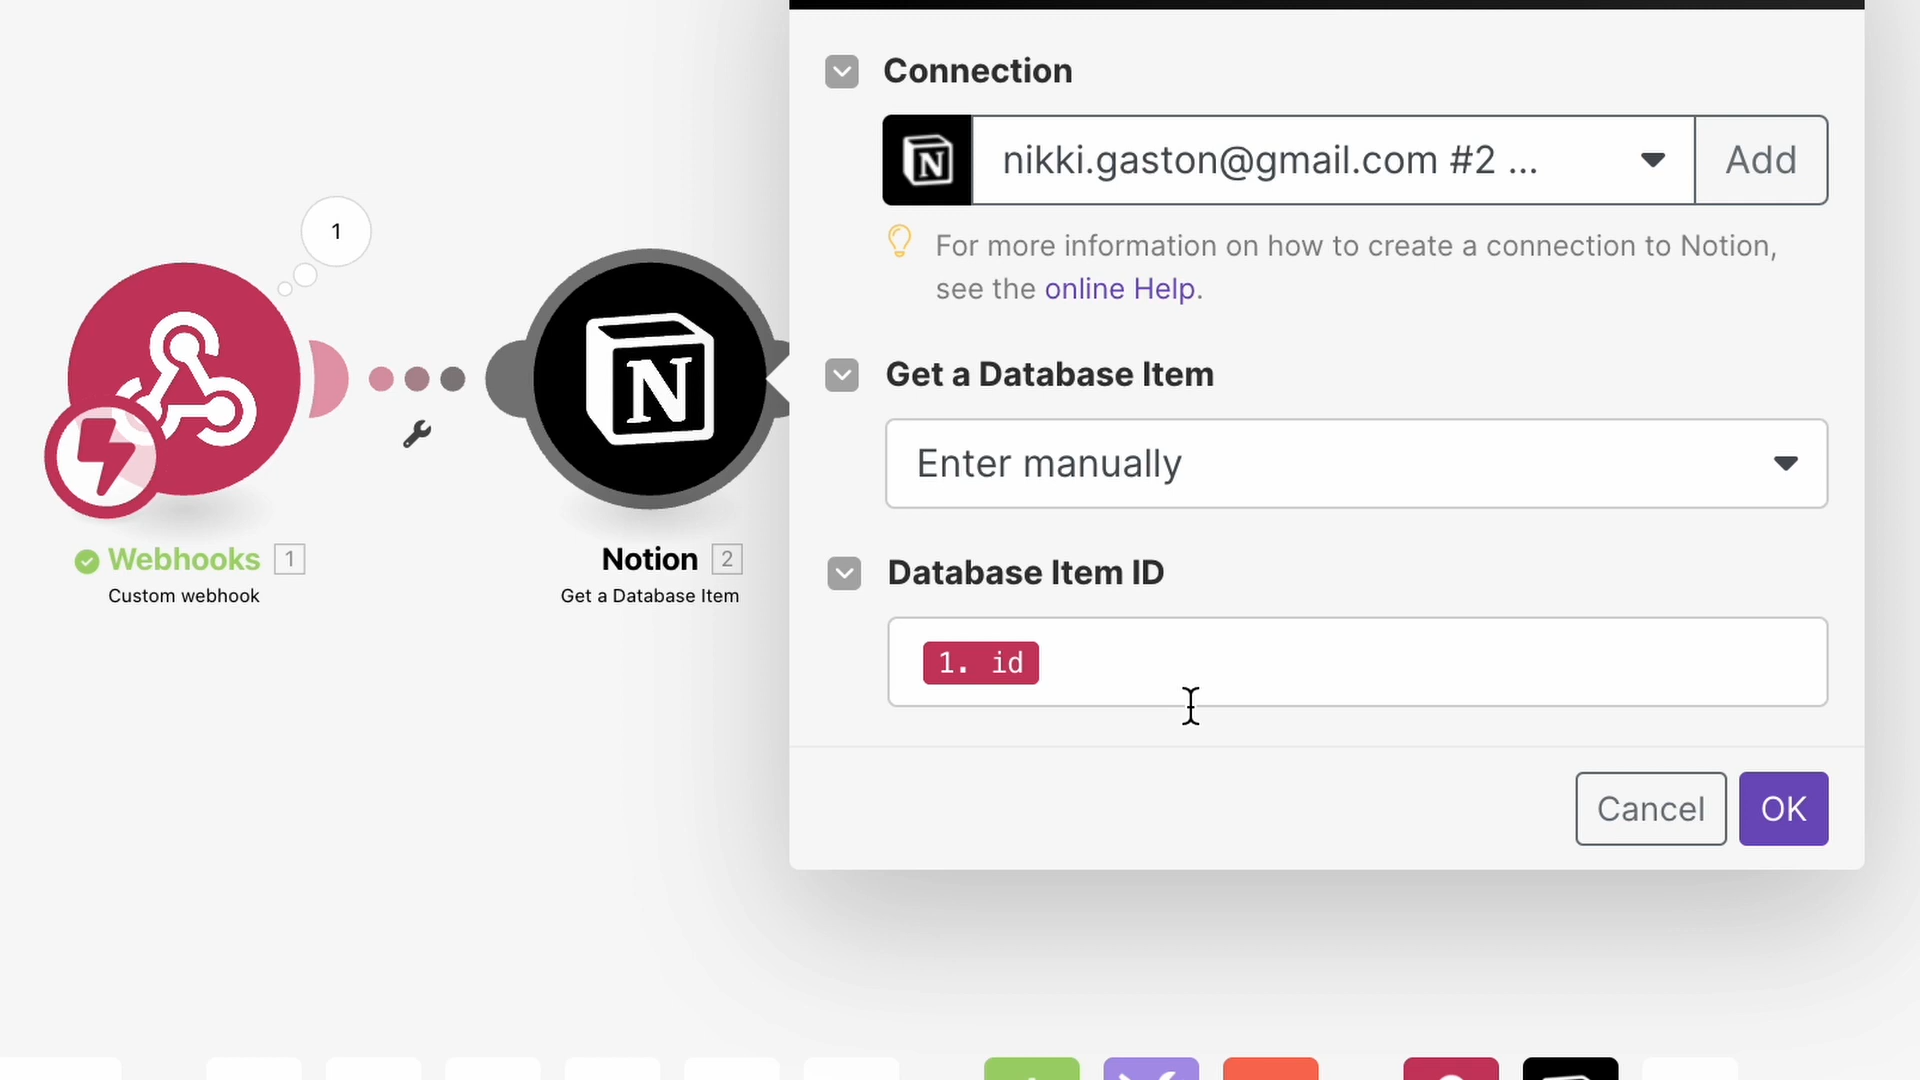 Connection
nikki.gaston@gmail.com #2 ...
Add
For more information on how to create a connection to Notion,
see the online Help.
Get a Database Item
Enter manually
Database Item ID
1. id
Cancel
OK
1
Webhooks 1
Custom webhook
N
Notion 2
Get a Database Item